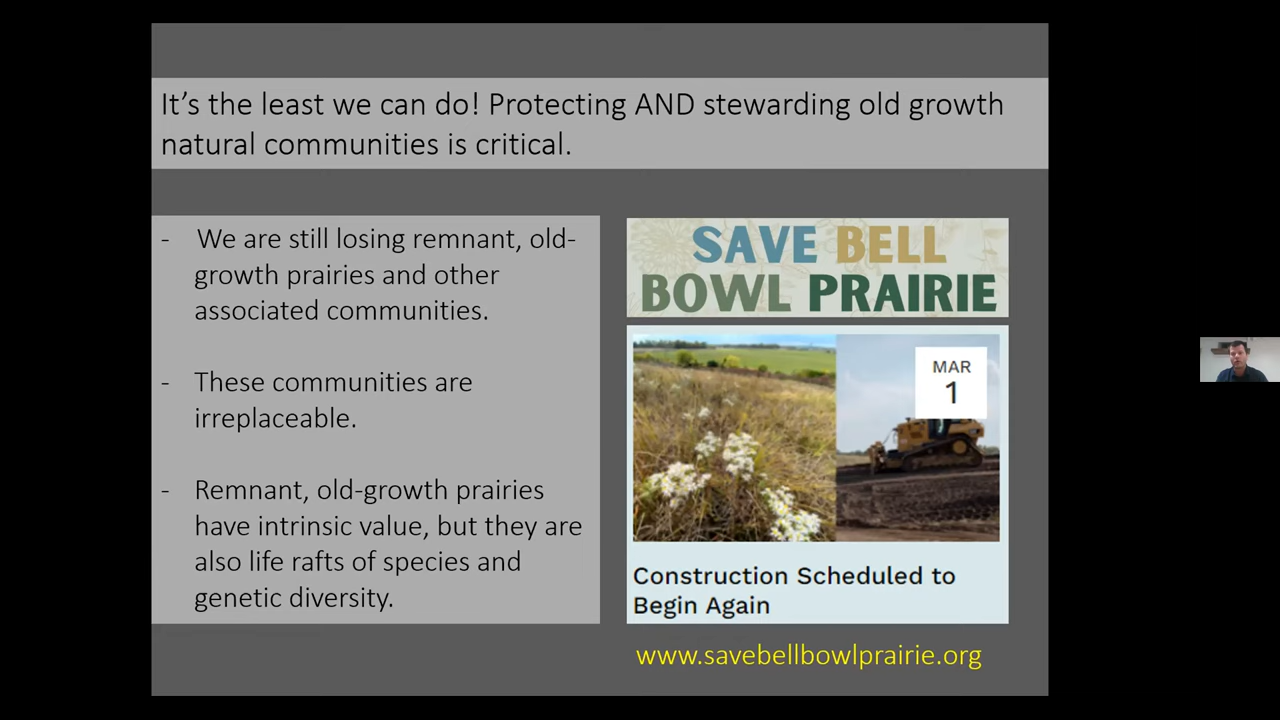 It's the least we can do! Protecting AND stewarding old growth
natural communities is critical.
- We are still losing remnant, old-
growth prairies and other
associated communities.
- These communities are
irreplaceable.
- Remnant, old-growth prairies
have intrinsic value, but they are
also life rafts of species and
genetic diversity.
SAVE BELL
BOWL PRAIRIE
MAR
1
Construction Scheduled to
Begin Again
www.savebellbowlprairie.org